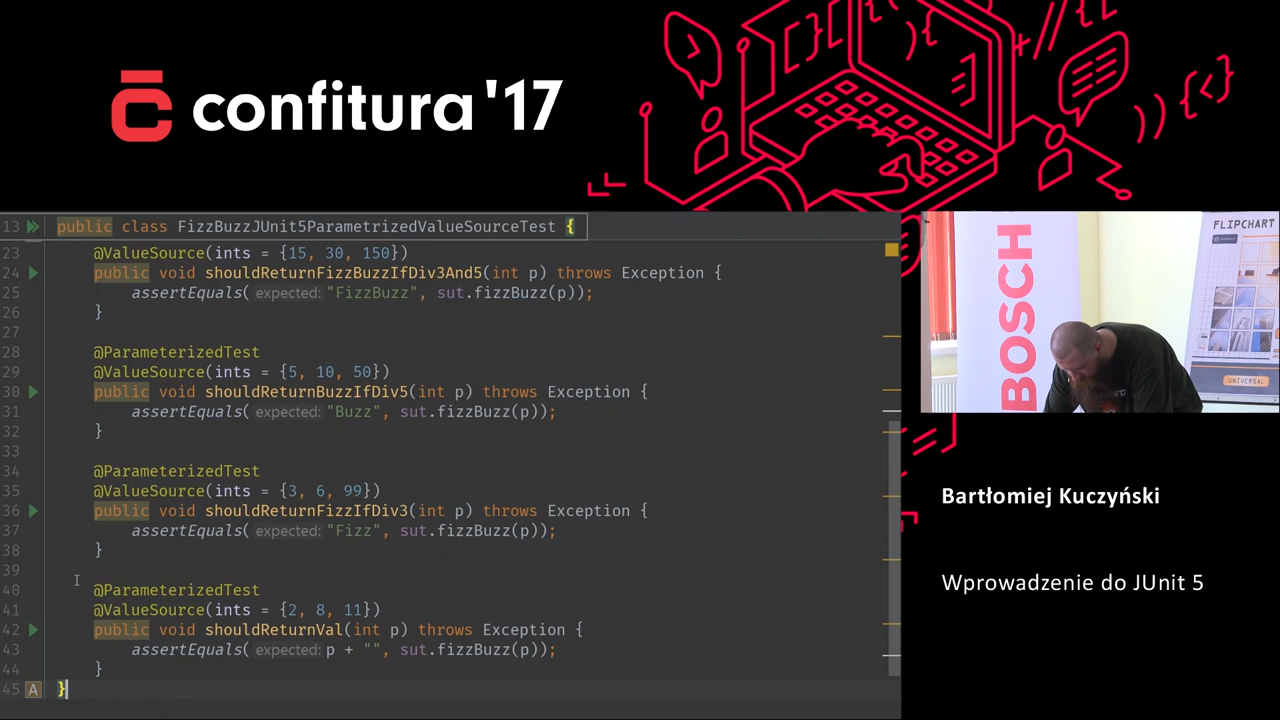 confitura '17
13 public class FizzBuzzJUnit5ParametrizedValueSourceTest {
23 @ValueSource(ints = {15, 30, 150})
24 public void shouldReturnFizzBuzzIfDiv3And5(int p) throws Exception {
25 assertEquals( expected: "FizzBuzz", sut.fizzBuzz(p));
26 }
27
28 @ParameterizedTest
29 @ValueSource(ints = {5, 10, 50})
30 public void shouldReturnBuzzIfDiv5(int p) throws Exception {
31 assertEquals( expected: "Buzz", sut.fizzBuzz(p));
32 }
33
34 @ParameterizedTest
35 @ValueSource(ints = {3, 6, 99})
36 public void shouldReturnFizzIfDiv3(int p) throws Exception {
37 assertEquals( expected: "Fizz", sut.fizzBuzz(p));
38 }
39
40 @ParameterizedTest
41 @ValueSource(ints = {2, 8, 11})
42 public void shouldReturnVal(int p) throws Exception {
43 assertEquals( expected: p + "", sut.fizzBuzz(p));
44 }
45 A }
BOSCH
FLIPCHART
UNIVERSAL
Bartłomiej Kuczyński
Wprowadzenie do JUnit 5